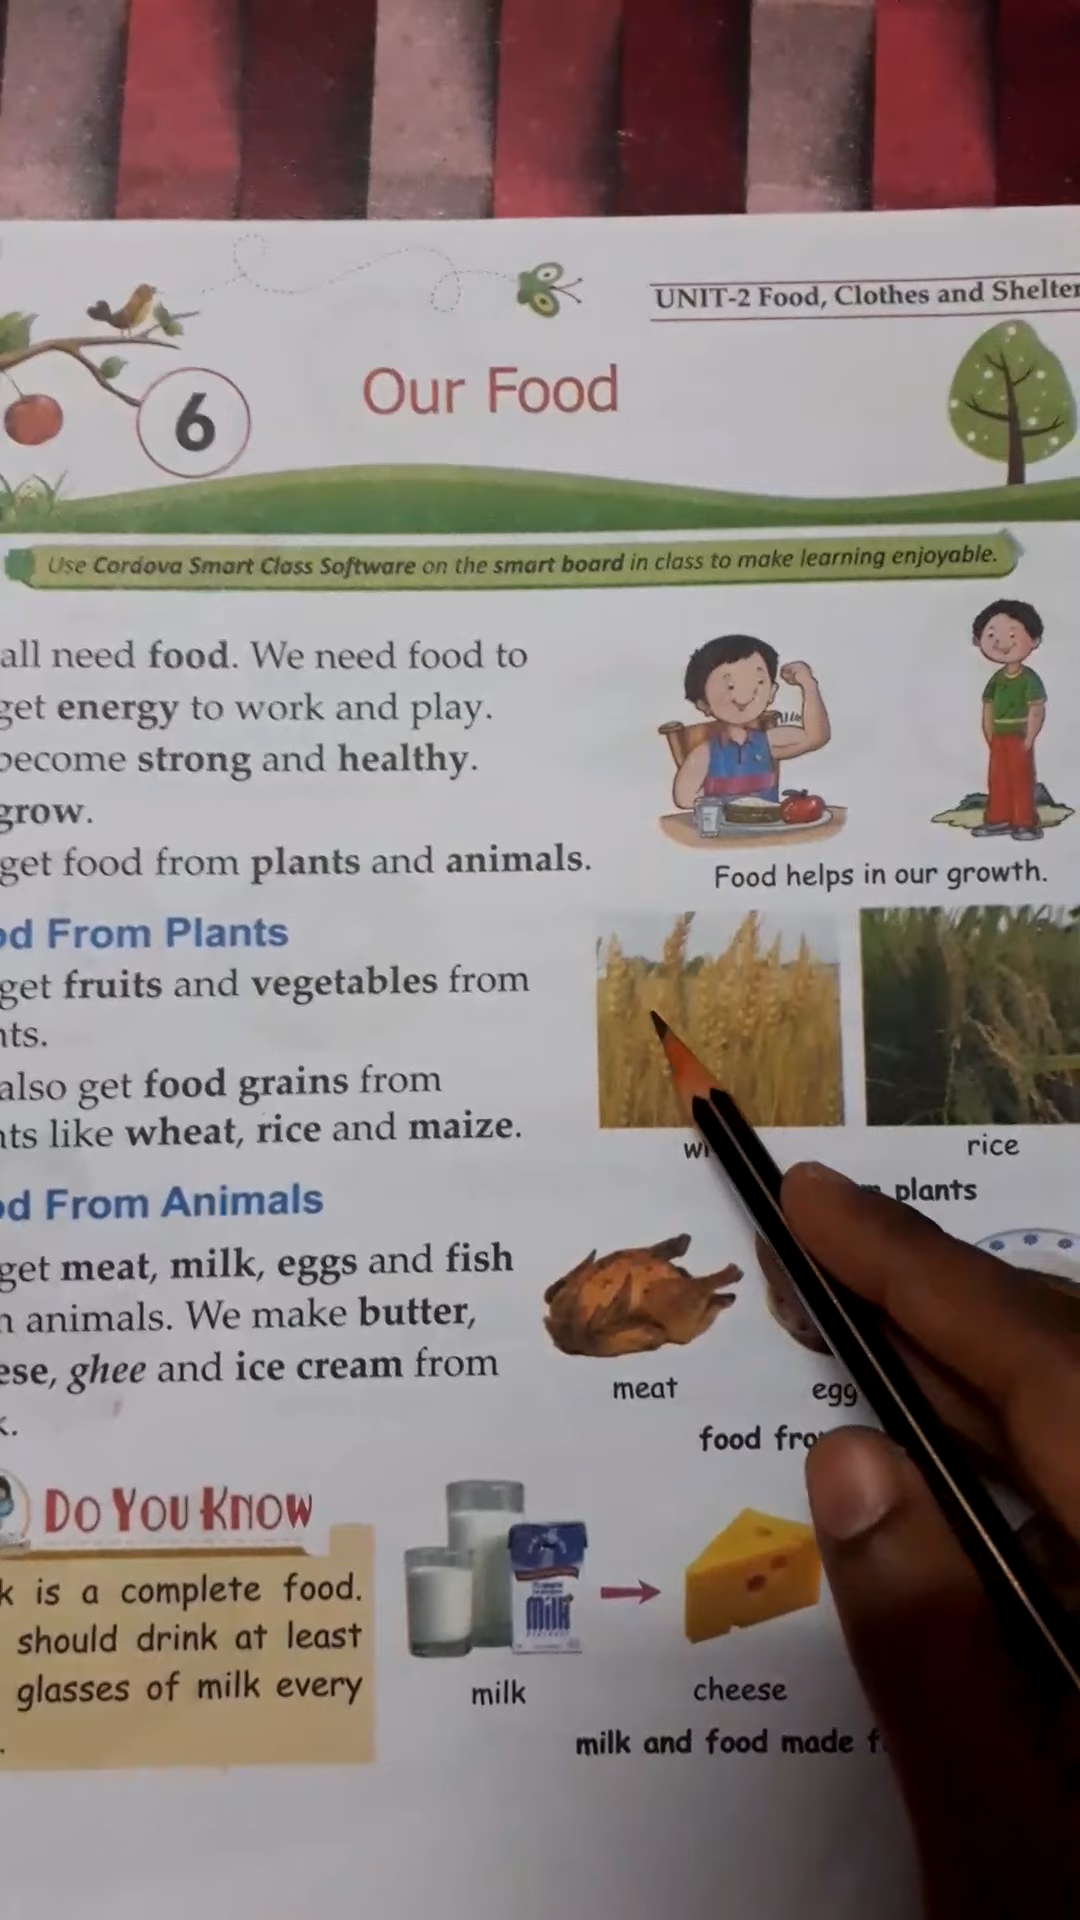 UNIT-2 Food, Clothes and Shelter
6
Our Food
Use Cordova Smart Class Software on the smart board in class to make learning enjoyable.
all need food. We need food to
get energy to work and play.
become strong and healthy.
grow.
get food from plants and animals.
Food helps in our growth.
From Plants
get fruits and vegetables from
also get food grains from
like wheat, rice and maize.
rice
plants
From Animals
get meat, milk, eggs and fish
animals. We make butter,
ghee and ice cream from
meat
egg
food
DO YOU KNOW
is a complete food.
should drink at least
glasses of milk every
milk
milk
cheese
milk and food made